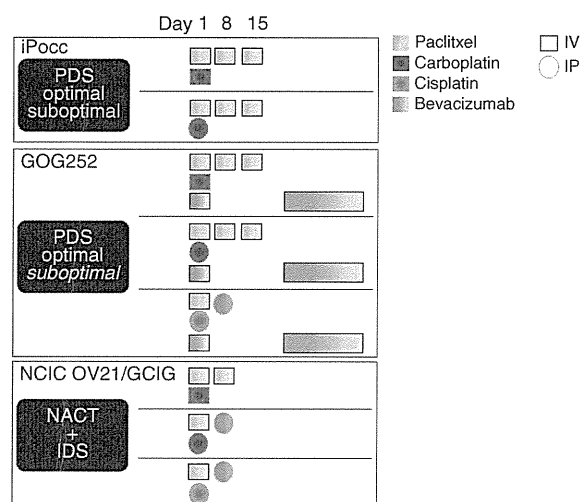 Day 1 8 15
iPocc
PDS
optimal
suboptimal
Paclitxel
Carboplatin
Cisplatin
Bevacizumab
IV
IP
GOG252
PDS
optimal
suboptimal
NCIC OV21/GCIG
NACT
+
IDS